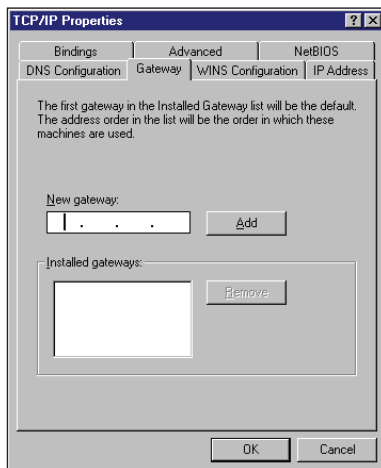 TCP/IP Properties
Bindings Advanced NetBIOS
DNS Configuration Gateway WINS Configuration IP Address
The first gateway in the Installed Gateway list will be the default.
The address order in the list will be the order in which these
machines are used.
New gateway:
. . .
Add
Installed gateways:
Remove
OK Cancel